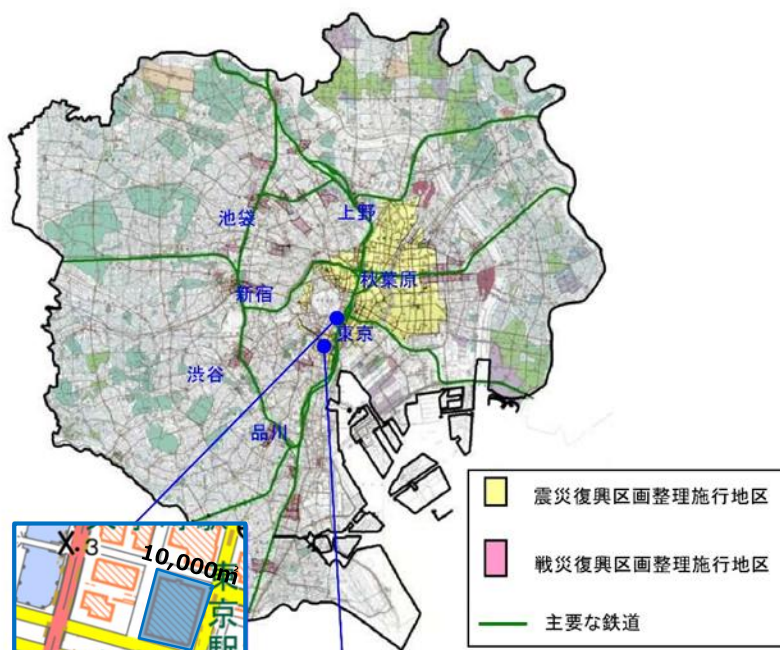 上野
池袋
秋葉原
新宿
東京
渋谷
品川
X.3
10,000m
東京駅
震災復興区画整理施行地区
戦災復興区画整理施行地区
主要な鉄道